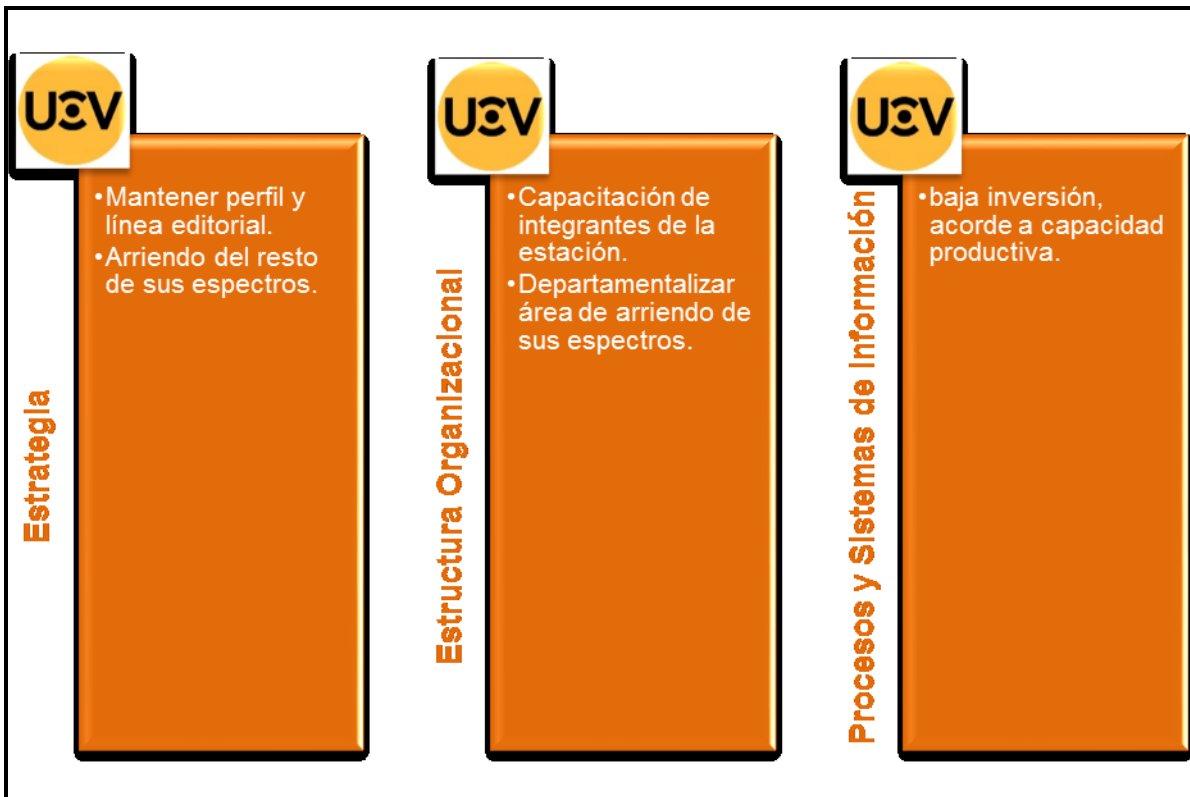 UCV
Estrategia
•Mantener perfil y
línea editorial.
•Arriendo del resto
de sus espectros.
UCV
Estructura Organizacional
•Capacitación de
integrantes de la
estación.
•Departamentalizar
área de arriendo de
sus espectros.
UCV
Procesos y Sistemas de Información
•baja inversión,
acorde a capacidad
productiva.